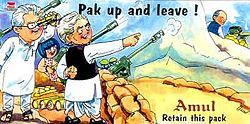 Pak up and leave !
Amul
Retain this pack